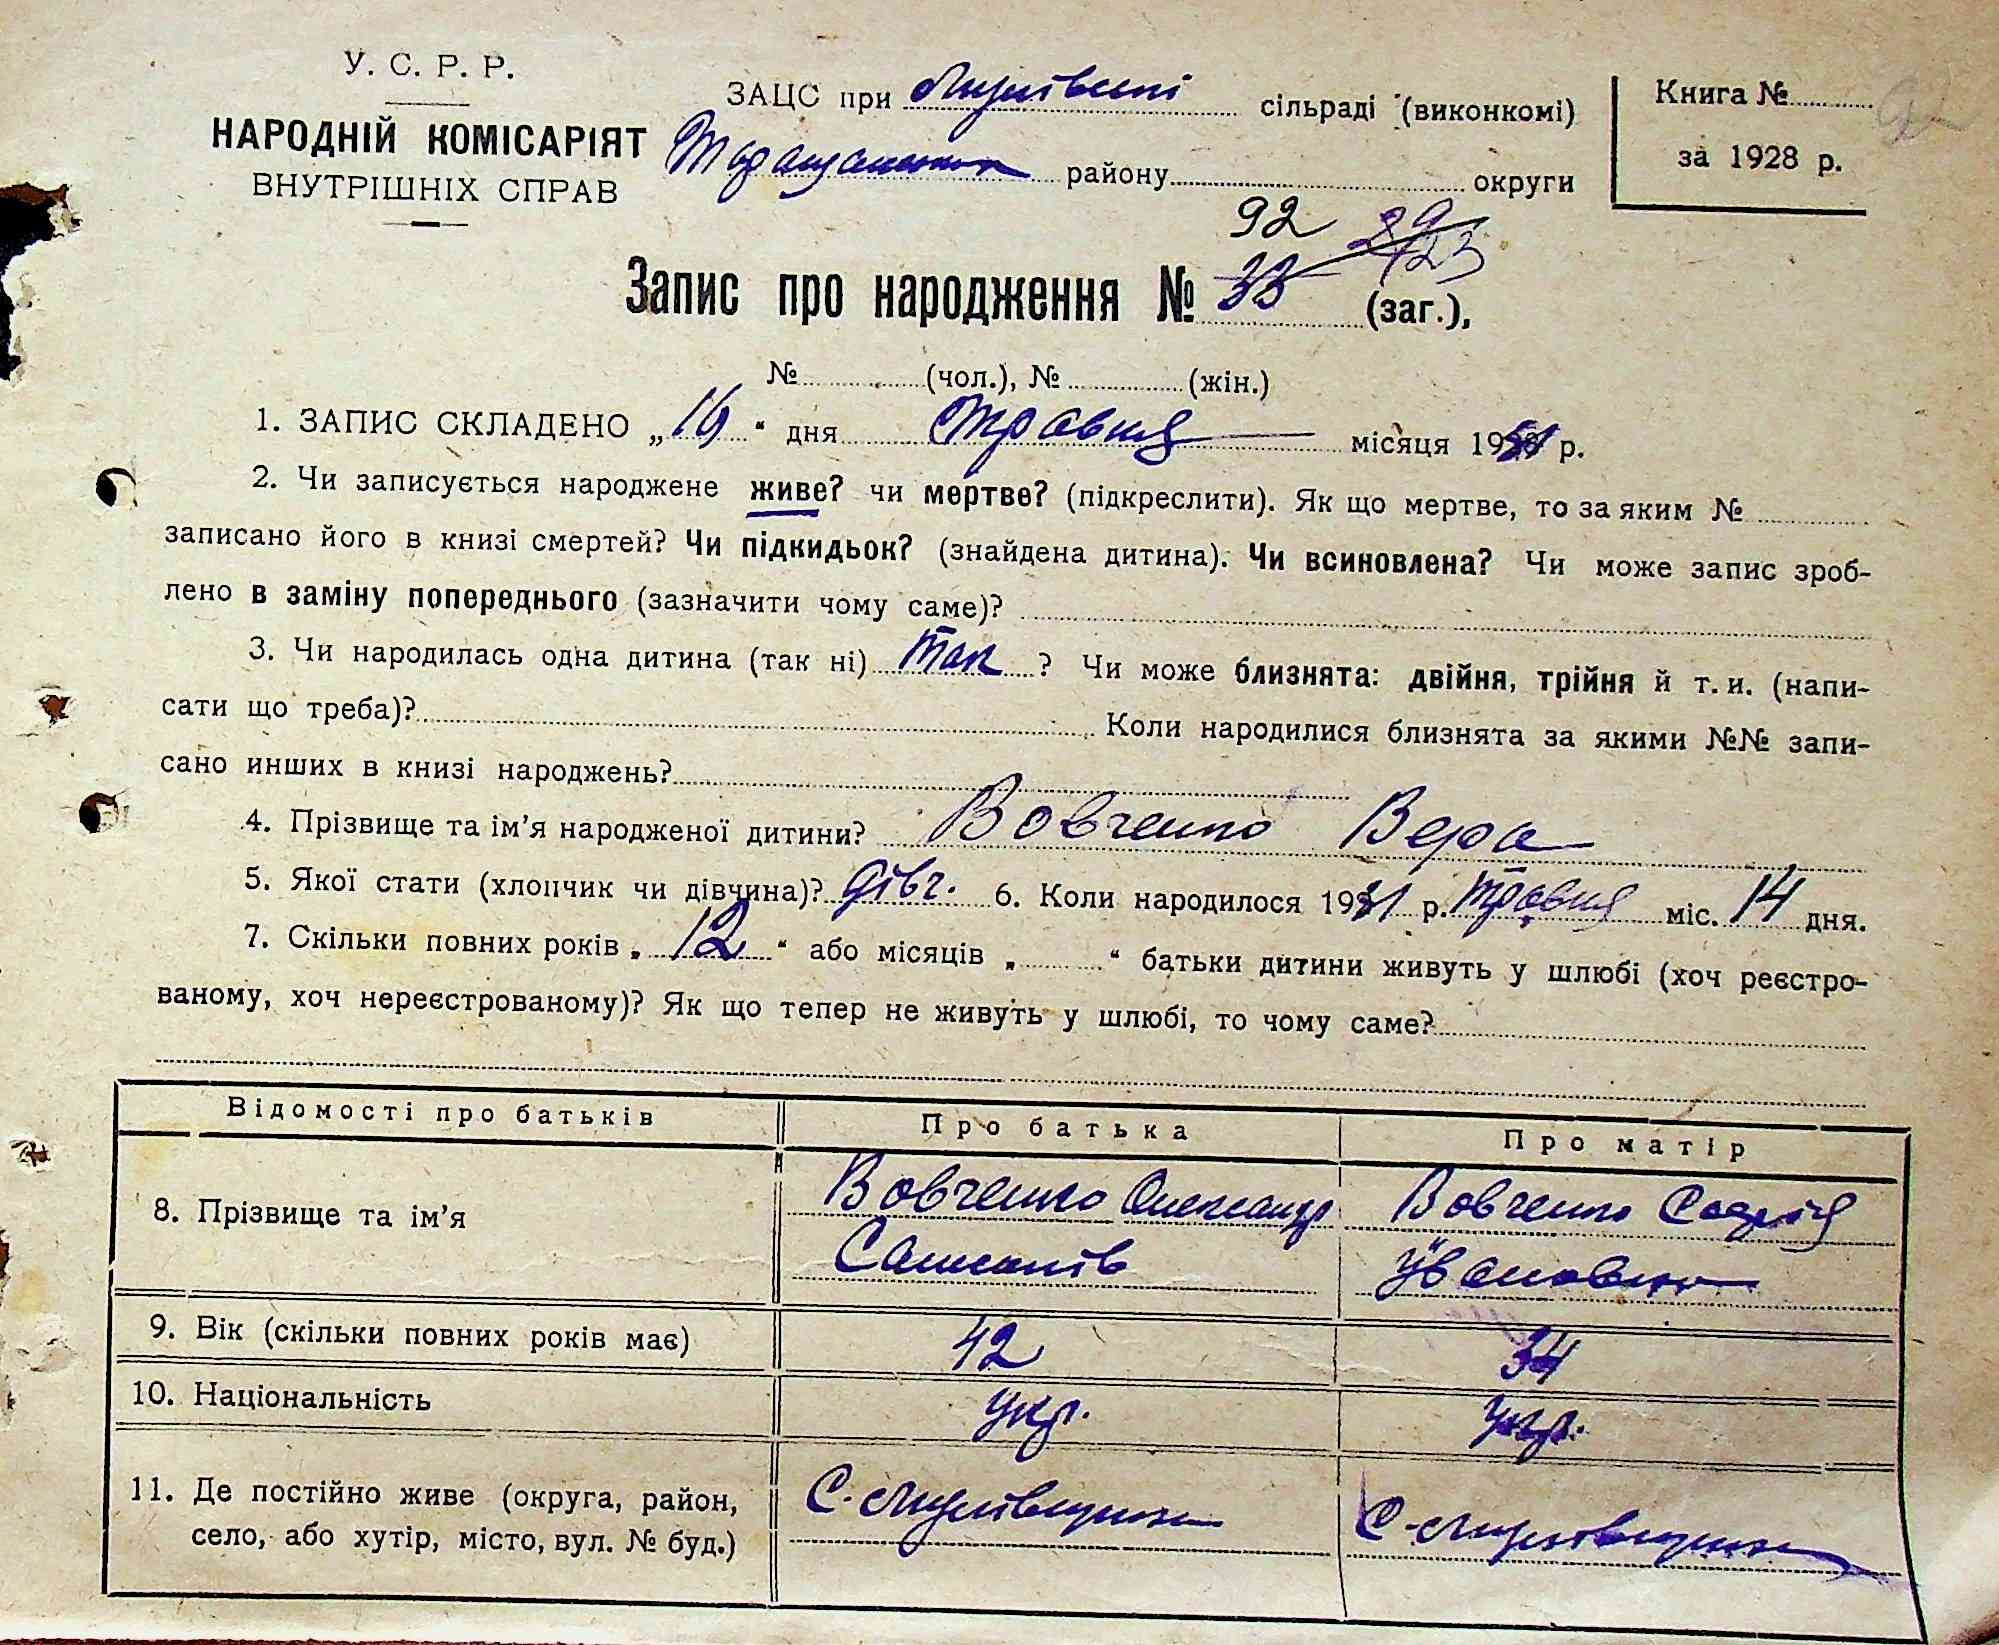 У. С. Р. Р.
НАРОДНІЙ КОМІСАРІЯТ
ВНУТРІШНІХ СПРАВ
ЗАЦС при сільраді (виконкомі)
району округи
Книга №
за 1928 р.
92
Запис про народження № 33 (заг.),
№ (чол.), № (жін.)
1. ЗАПИС СКЛАДЕНО „16“ дня травня місяця 1931 р.
2. Чи записується народжене живе? чи мертве? (підкреслити). Як що мертве, то за яким №
записано його в книзі смертей? Чи підкидьок? (знайдена дитина). Чи всиновлена? Чи може запис зроб-
лено в заміну попереднього (зазначити чому саме)?
3. Чи народилась одна дитина (так ні) так ? Чи може близнята: двійня, трійня й т. и. (напи-
сати що треба)? Коли народилися близнята за якими №№ запи-
сано инших в книзі народжень?
4. Прізвище та ім’я народженої дитини? Вовченко Вера
5. Якої стати (хлопчик чи дівчина)? дівч. 6. Коли народилося 1931 р. травня міс. 14 дня.
7. Скільки повних років „12“ або місяців „ “ батьки дитини живуть у шлюбі (хоч реєстро-
ваному, хоч нереєстрованому)? Як що тепер не живуть у шлюбі, то чому саме?
Відомості про батьків Про батька Про матір
8. Прізвище та ім’я Вовченко Олександр Вовченко
9. Вік (скільки повних років має) 42 34
10. Національність укр. укр.
11. Де постійно живе (округа, район, С. С.
село, або хутір, місто, вул. № буд.)